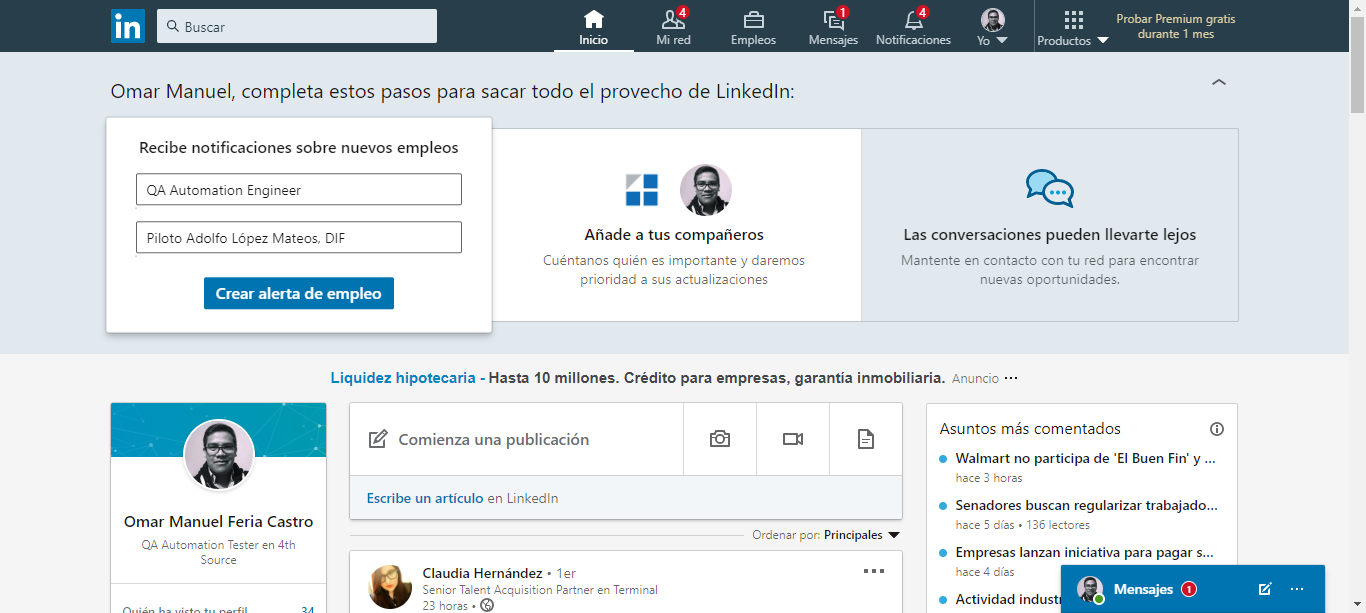 in
Buscar
4
1
4
Inicio
Mi red
Empleos
Mensajes
Notificaciones
Yo
Productos
Probar Premium gratis
durante 1 mes
Omar Manuel, completa estos pasos para sacar todo el provecho de LinkedIn:
Recibe notificaciones sobre nuevos empleos
QA Automation Engineer
Piloto Adolfo López Mateos, DIF
Crear alerta de empleo
Añade a tus compañeros
Cuéntanos quién es importante y daremos
prioridad a sus actualizaciones
Las conversaciones pueden llevarte lejos
Mantente en contacto con tu red para encontrar
nuevas oportunidades.
Liquidez hipotecaria - Hasta 10 millones. Crédito para empresas, garantía inmobiliaria. Anuncio ···
Omar Manuel Feria Castro
QA Automation Tester en 4th
Source
Quién ha visto tu perfil 34
Comienza una publicación
Escribe un artículo en LinkedIn
Ordenar por: Principales
Claudia Hernández • 1er
Senior Talent Acquisition Partner en Terminal
23 horas •
Asuntos más comentados
Walmart no participa de 'El Buen Fin' y ...
hace 3 horas
Senadores buscan regularizar trabajado...
hace 5 días • 136 lectores
Empresas lanzan iniciativa para pagar s...
hace 4 días
Actividad industr
Mensajes 1